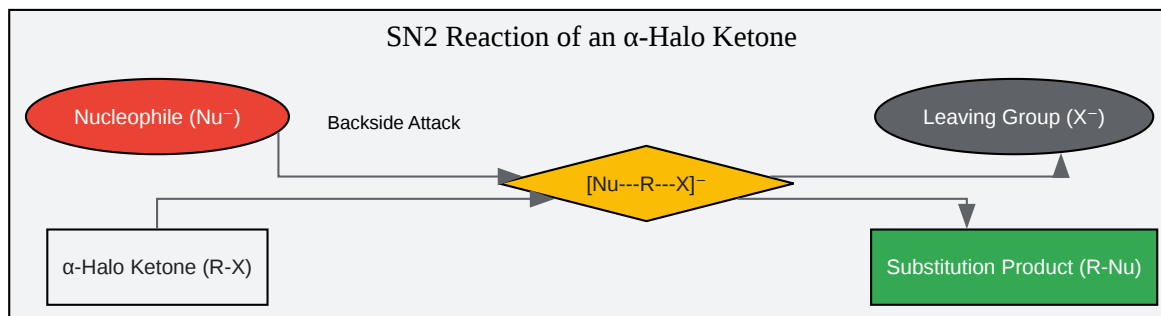 SN2 Reaction of an α-Halo Ketone
Nucleophile (Nu⁻)
Backside Attack
Leaving Group (X⁻)
[Nu---R---X]⁻
α-Halo Ketone (R-X)
Substitution Product (R-Nu)